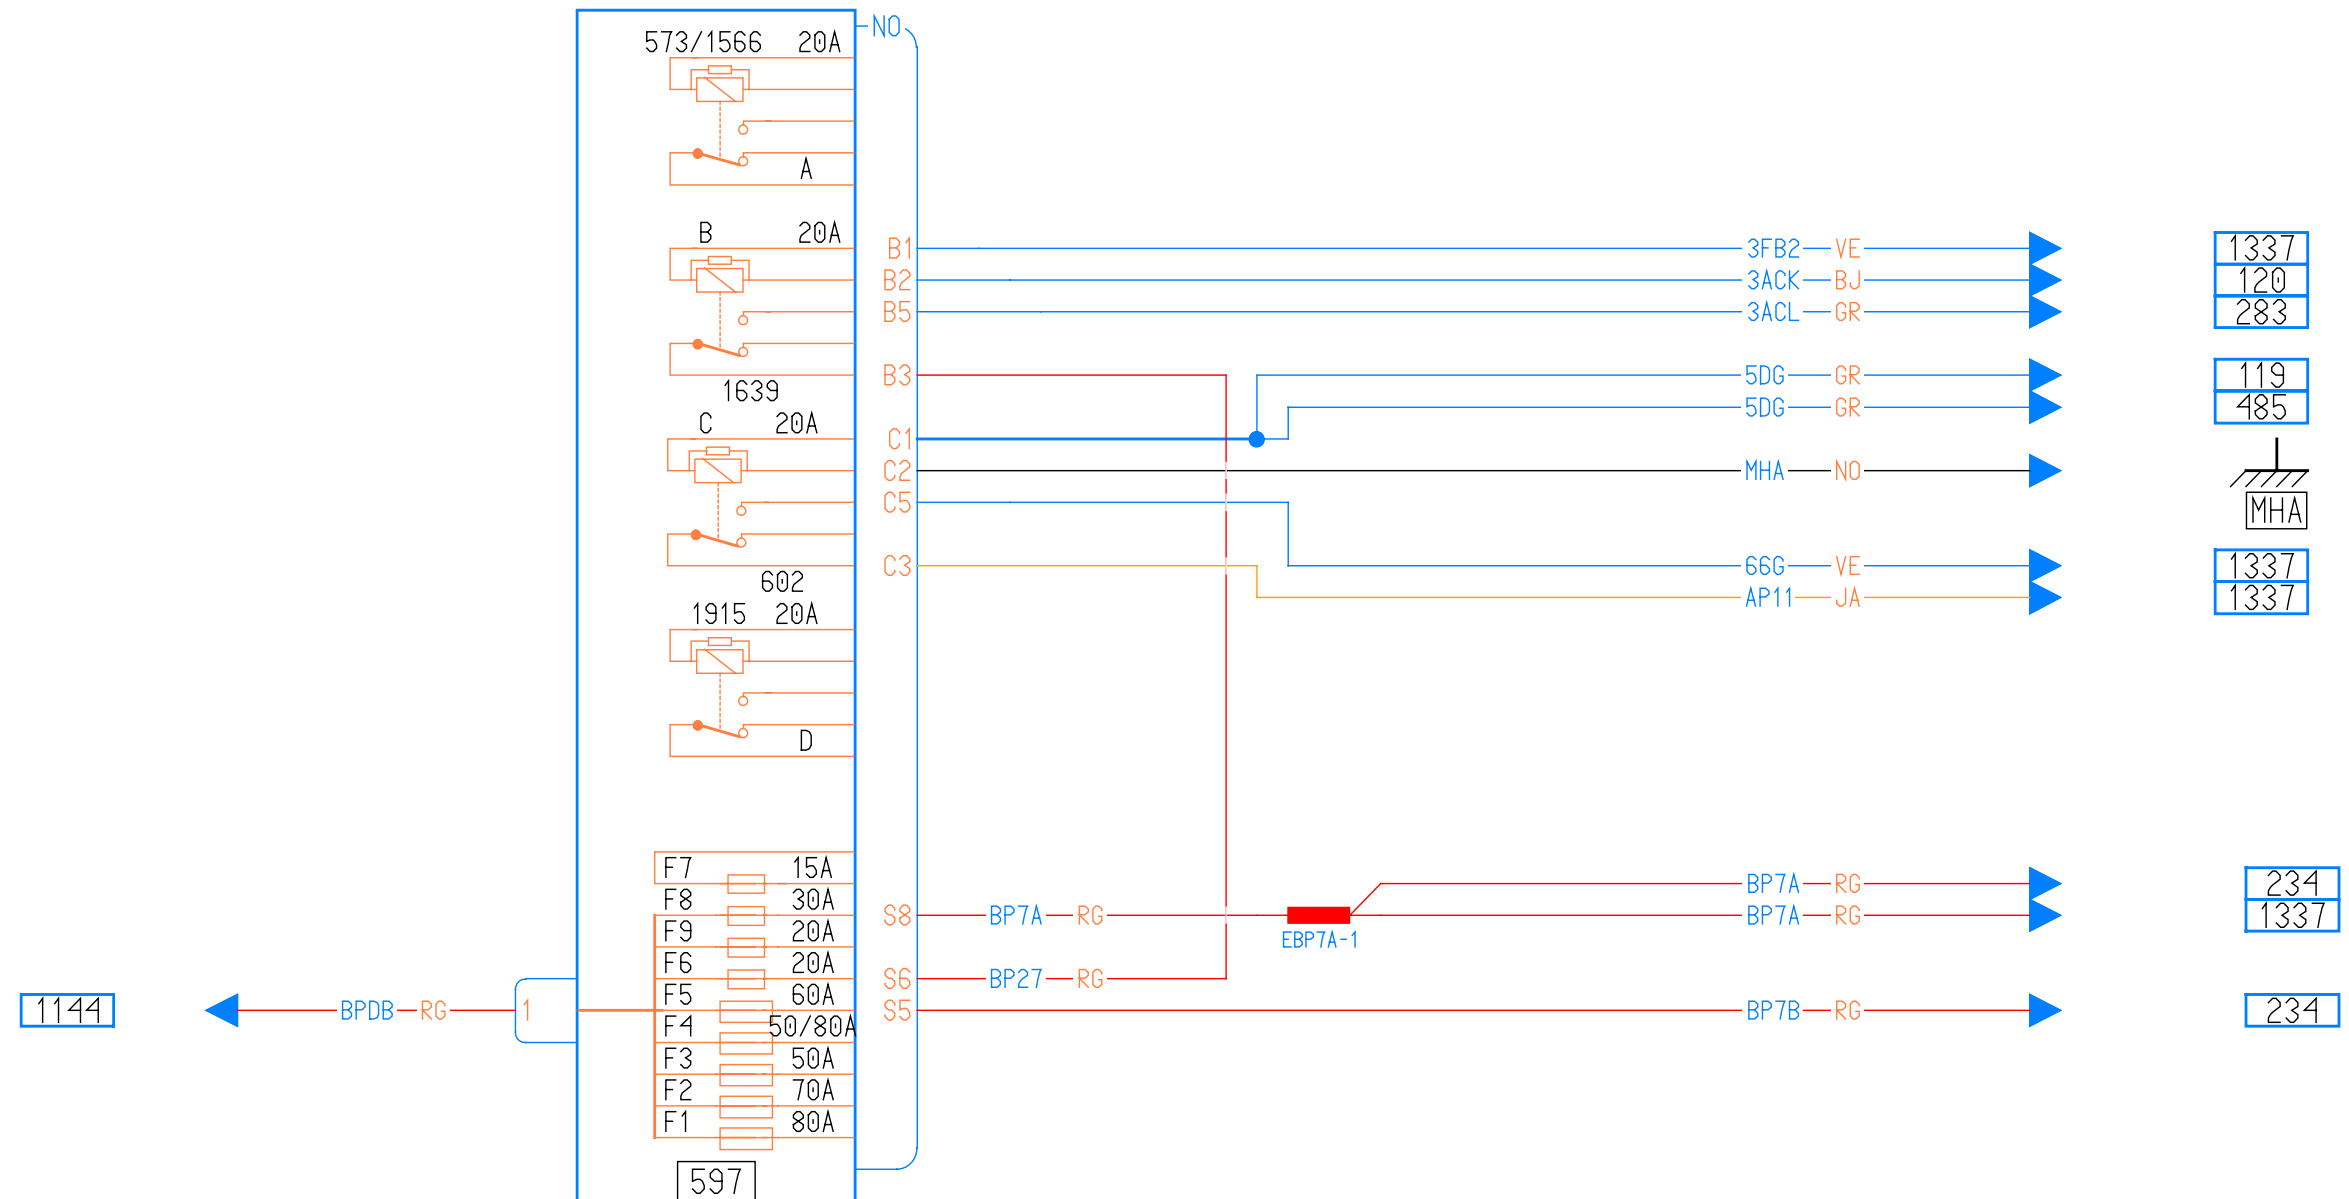 NO
573/1566 20A
A
B 20A
B1 3FB2 VE 1337
B2 3ACK BJ 120
B5 3ACL GR 283
B3 5DG GR 119
1639
5DG GR 485
C 20A
C1
C2 MHA NO
C5 MHA
C3 66G VE 1337
602
AP11 JA 1337
1915 20A
D
F7 15A
BP7A RG 234
F8 30A
S8 BP7A RG BP7A RG 1337
F9 20A
EBP7A-1
F6 20A
S6 BP27 RG
F5 60A
1144 BPDB RG 1 S5 BP7B RG 234
F4 50/80A
F3 50A
F2 70A
F1 80A
597